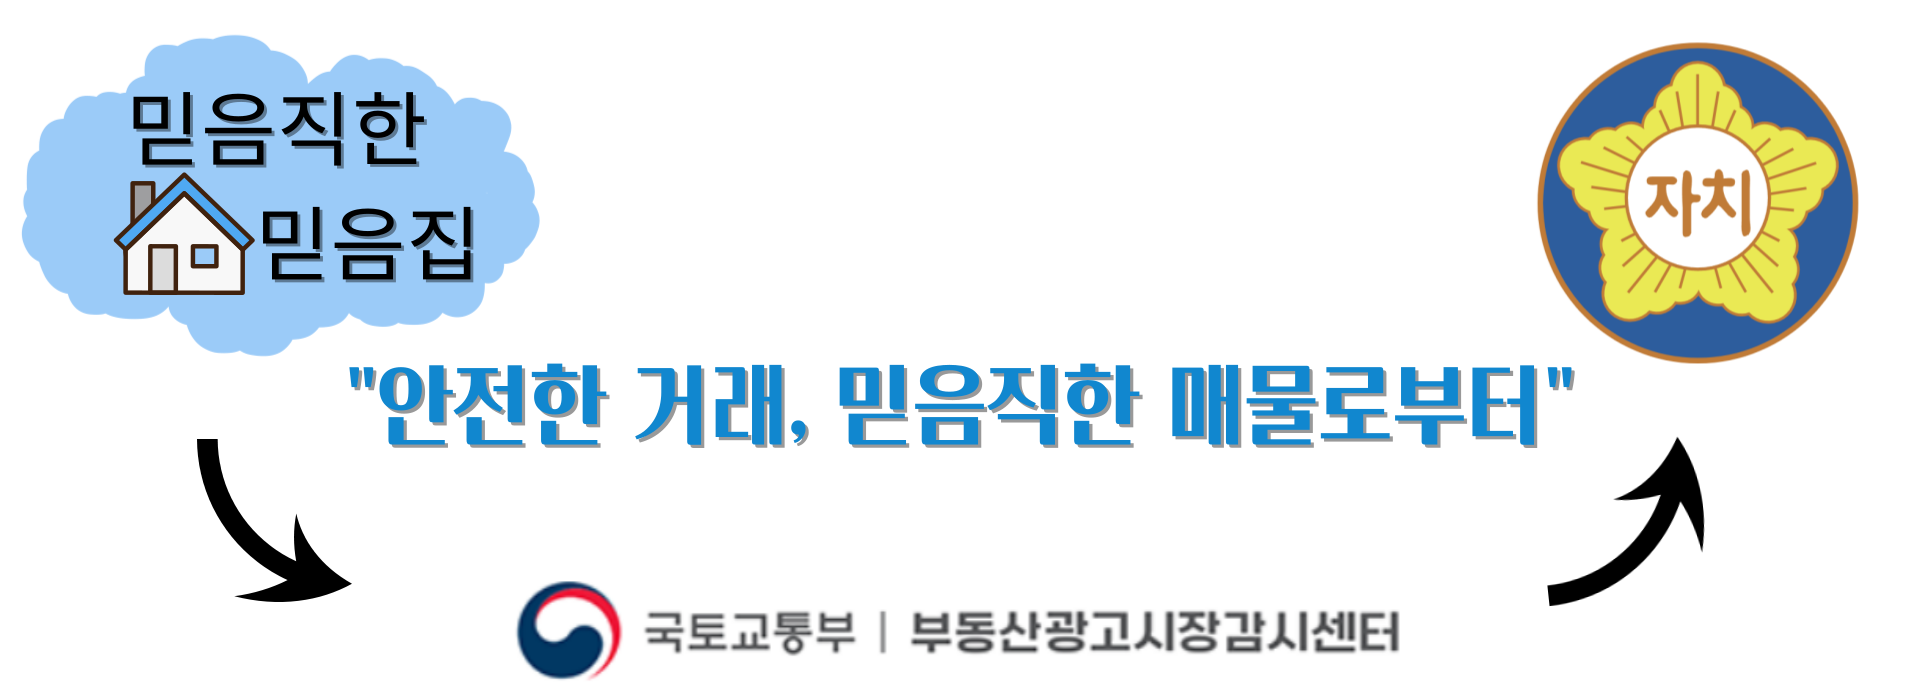 믿음직한
믿음집
자치
"안전한 거래, 믿음직한 매물로부터"
국토교통부 | 부동산광고시장감시센터